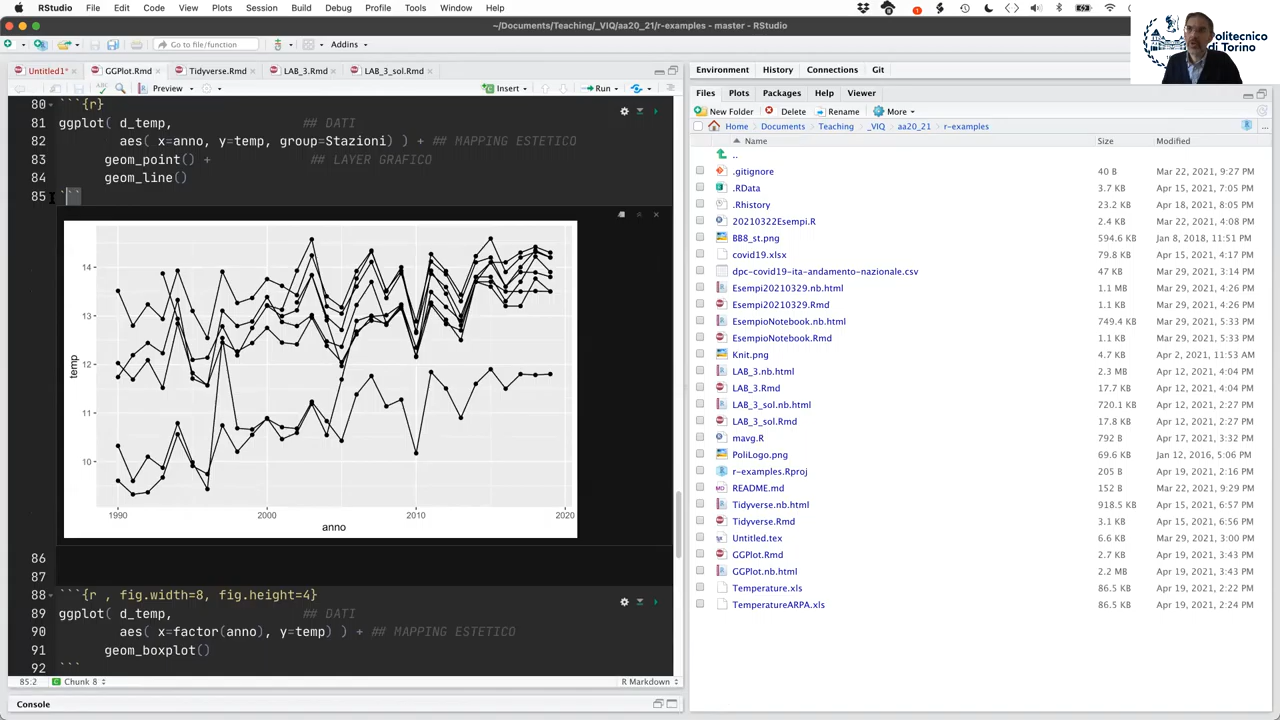 RStudio File Edit Code View Plots Session Build Debug Profile Tools Window Help
~/Documents/Teaching/_VIQ/aa20_21/r-examples - master - RStudio
Go to file/function Addins
Politecnico
di Torino
Untitled1* GGPlot.Rmd Tidyverse.Rmd LAB_3.Rmd LAB_3_sol.Rmd
Preview Insert Run
80 ```{r}
81 ggplot( d_temp, ## DATI
82 aes( x=anno, y=temp, group=Stazioni) ) + ## MAPPING ESTETICO
83 geom_point() + ## LAYER GRAFICO
84 geom_line()
85 ```
14
13
12
11
10
temp
1990 2000 2010 2020
anno
86
87
88 ```{r , fig.width=8, fig.height=4}
89 ggplot( d_temp, ## DATI
90 aes( x=factor(anno), y=temp) ) + ## MAPPING ESTETICO
91 geom_boxplot()
92 ```
85:2 Chunk 8 R Markdown
Console
Environment History Connections Git
Files Plots Packages Help Viewer
New Folder Delete Rename More
Home Documents Teaching _VIQ aa20_21 r-examples ...
Name Size Modified
..
.gitignore 40 B Mar 22, 2021, 9:27 PM
.RData 3.7 KB Apr 15, 2021, 7:05 PM
.Rhistory 23.2 KB Apr 18, 2021, 8:05 PM
20210322Esempi.R 2.4 KB Mar 22, 2021, 4:08 PM
BB8_st.png 594.6 KB Jan 8, 2018, 11:51 PM
covid19.xlsx 79.8 KB Apr 15, 2021, 4:17 PM
dpc-covid19-ita-andamento-nazionale.csv 47 KB Mar 29, 2021, 3:14 PM
Esempi20210329.nb.html 1.1 MB Mar 29, 2021, 4:26 PM
Esempi20210329.Rmd 1.1 KB Mar 29, 2021, 4:26 PM
EsempioNotebook.nb.html 749.4 KB Mar 29, 2021, 5:33 PM
EsempioNotebook.Rmd 1.1 KB Mar 29, 2021, 5:33 PM
Knit.png 4.7 KB Apr 2, 2021, 11:53 AM
LAB_3.nb.html 2.3 MB Apr 12, 2021, 4:04 PM
LAB_3.Rmd 17.7 KB Apr 12, 2021, 4:04 PM
LAB_3_sol.nb.html 720.1 KB Apr 12, 2021, 2:27 PM
LAB_3_sol.Rmd 17.8 KB Apr 12, 2021, 2:27 PM
mavg.R 792 B Apr 17, 2021, 3:32 PM
PoliLogo.png 69.6 KB Jan 12, 2016, 5:06 PM
r-examples.Rproj 205 B Apr 19, 2021, 2:16 PM
README.md 152 B Mar 22, 2021, 9:29 PM
Tidyverse.nb.html 918.5 KB Apr 15, 2021, 6:57 PM
Tidyverse.Rmd 3.1 KB Apr 15, 2021, 6:56 PM
Untitled.tex 6.6 KB Mar 29, 2021, 3:00 PM
GGPlot.Rmd 2.7 KB Apr 19, 2021, 3:43 PM
GGPlot.nb.html 2.2 MB Apr 19, 2021, 3:43 PM
Temperature.xls 86.5 KB Apr 19, 2021, 2:25 PM
TemperatureARPA.xls 86.5 KB Apr 19, 2021, 2:24 PM